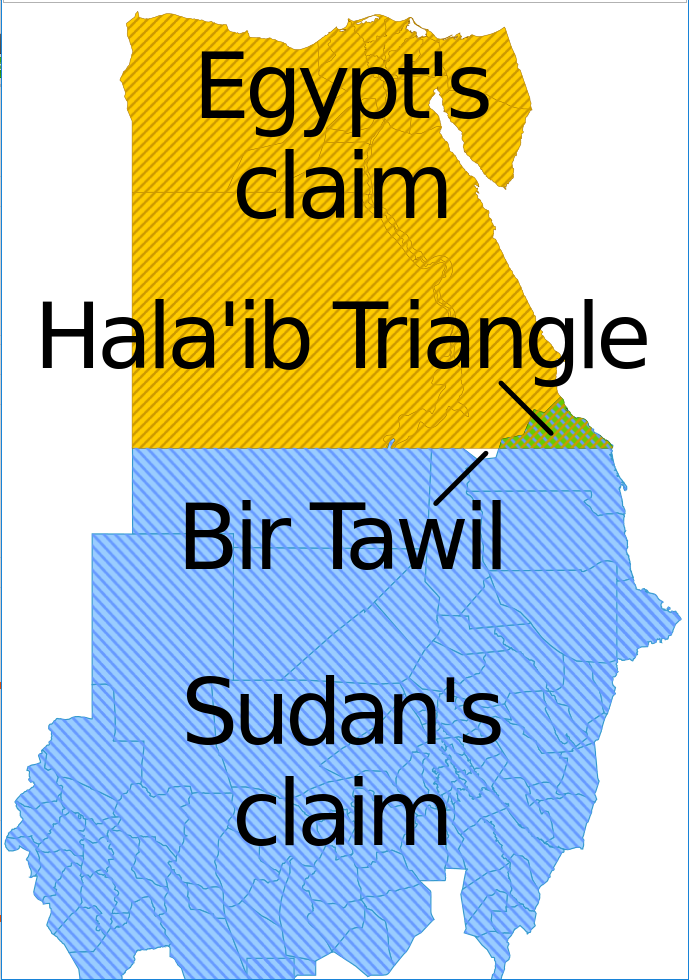 Egypt's
claim
Hala'ib Triangle
Bir Tawil
Sudan's
claim